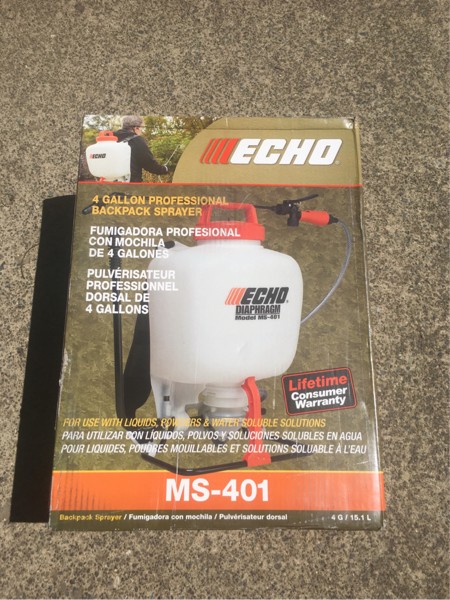 ECHO
ECHO
4 GALLON PROFESSIONAL
BACKPACK SPRAYER
FUMIGADORA PROFESIONAL
CON MOCHILA
DE 4 GALONES
PULVÉRISATEUR
PROFESSIONNEL
DORSAL DE
4 GALLONS
ECHO
DIAPHRAGM
Model MS-401
Lifetime
Consumer
Warranty
FOR USE WITH LIQUIDS, POWDERS & WATER SOLUBLE SOLUTIONS
PARA UTILIZAR CON LÍQUIDOS, POLVOS Y SOLUCIONES SOLUBLES EN AGUA
POUR LIQUIDES, POUDRES MOUILLABLES ET SOLUTIONS SOLUABLE À L'EAU
MS-401
Backpack Sprayer / Fumigadora con mochila / Pulvérisateur dorsal
4 G / 15.1 L